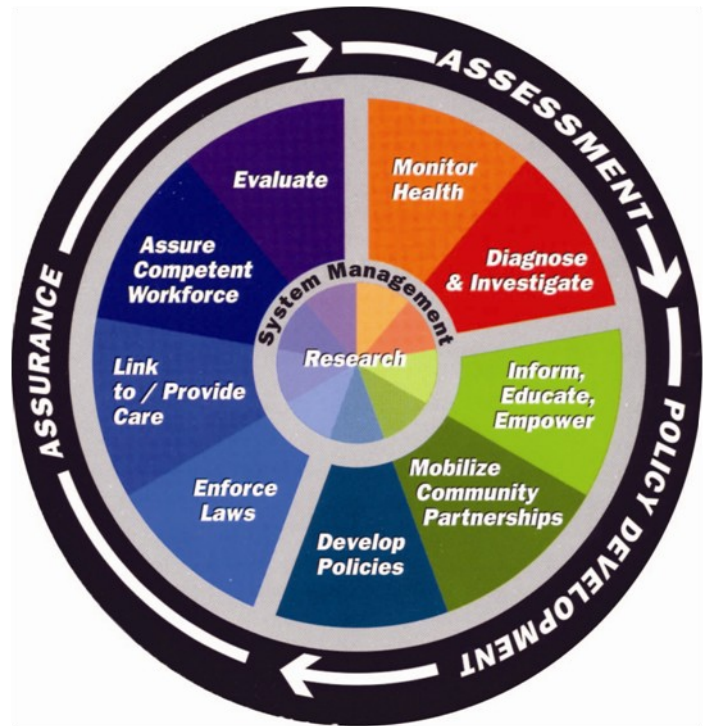 ASSESSMENT
POLICY DEVELOPMENT
ASSURANCE
Monitor
Health
Diagnose
& Investigate
Inform,
Educate,
Empower
Mobilize
Community
Partnerships
Develop
Policies
Enforce
Laws
Link
to / Provide
Care
Assure
Competent
Workforce
Evaluate
System Management
Research